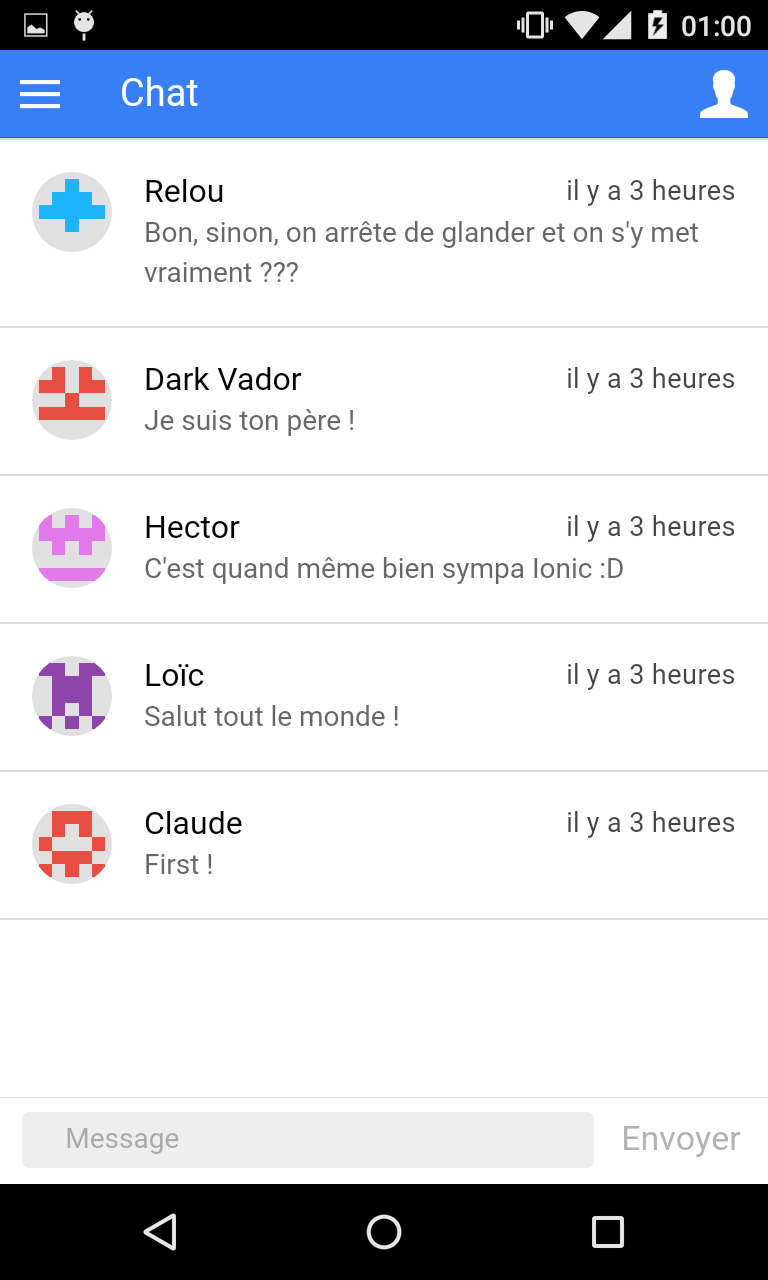 01:00
Chat
Relou
il y a 3 heures
Bon, sinon, on arrête de glander et on s'y met
vraiment ???
Dark Vador
il y a 3 heures
Je suis ton père !
Hector
il y a 3 heures
C'est quand même bien sympa Ionic :D
Loïc
il y a 3 heures
Salut tout le monde !
Claude
il y a 3 heures
First !
Message
Envoyer